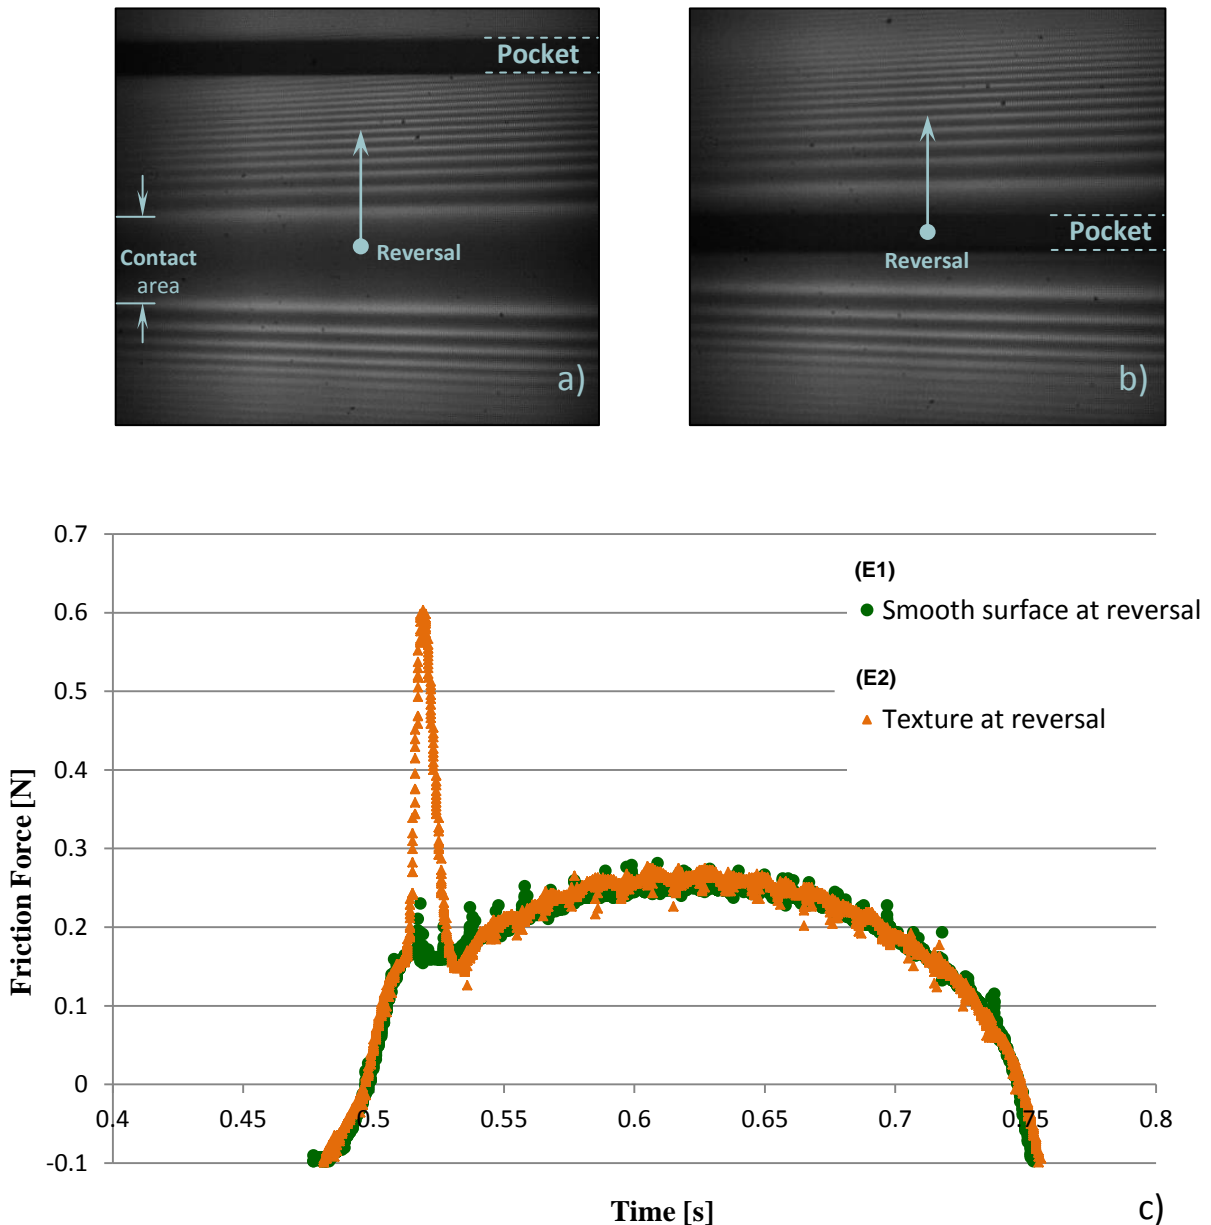 Pocket
Contact
area
Reversal
a)
Pocket
Reversal
b)
0.7
0.6
0.5
0.4
0.3
0.2
0.1
0
-0.1
0.4
0.45
0.5
0.55
0.6
0.65
0.7
0.75
0.8
Friction Force [N]
Time [s]
(E1)
Smooth surface at reversal
(E2)
Texture at reversal
c)